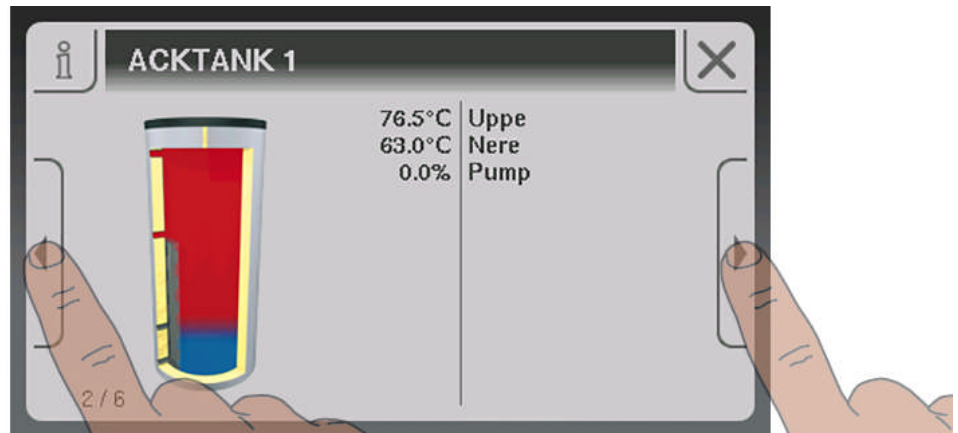 ACKTANK 1
76.5°C Uppe
63.0°C Nere
0.0% Pump
2/6